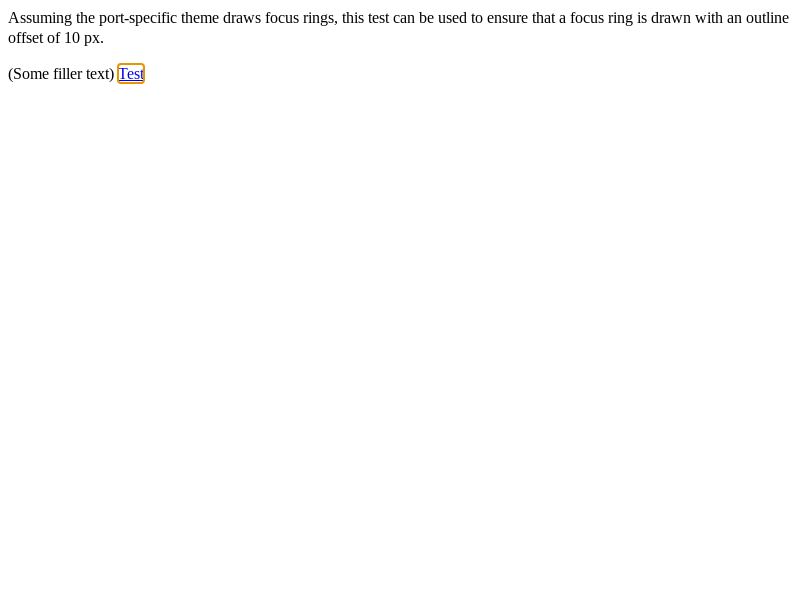 Assuming the port-specific theme draws focus rings, this test can be used to ensure that a focus ring is drawn with an outline
offset of 10 px.
(Some filler text) Test